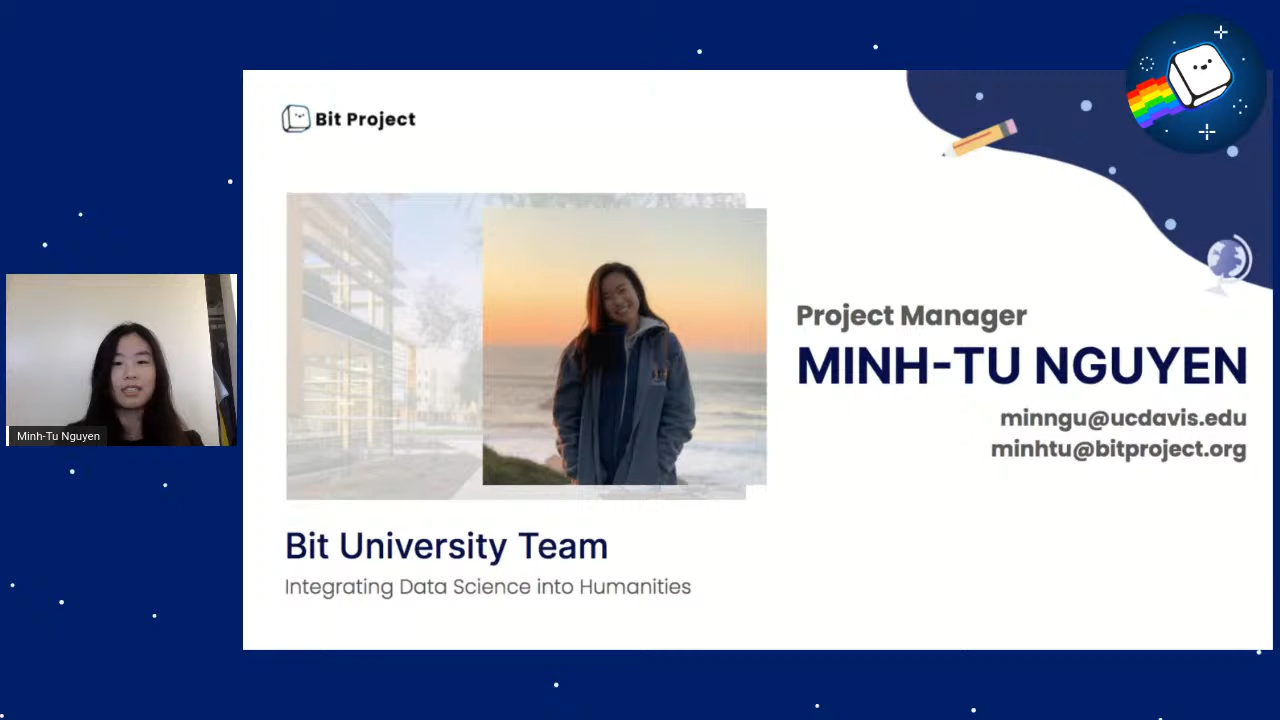 Bit Project
Project Manager
MINH-TU NGUYEN
minngu@ucdavis.edu
minhtu@bitproject.org
Minh-Tu Nguyen
Bit University Team
Integrating Data Science into Humanities